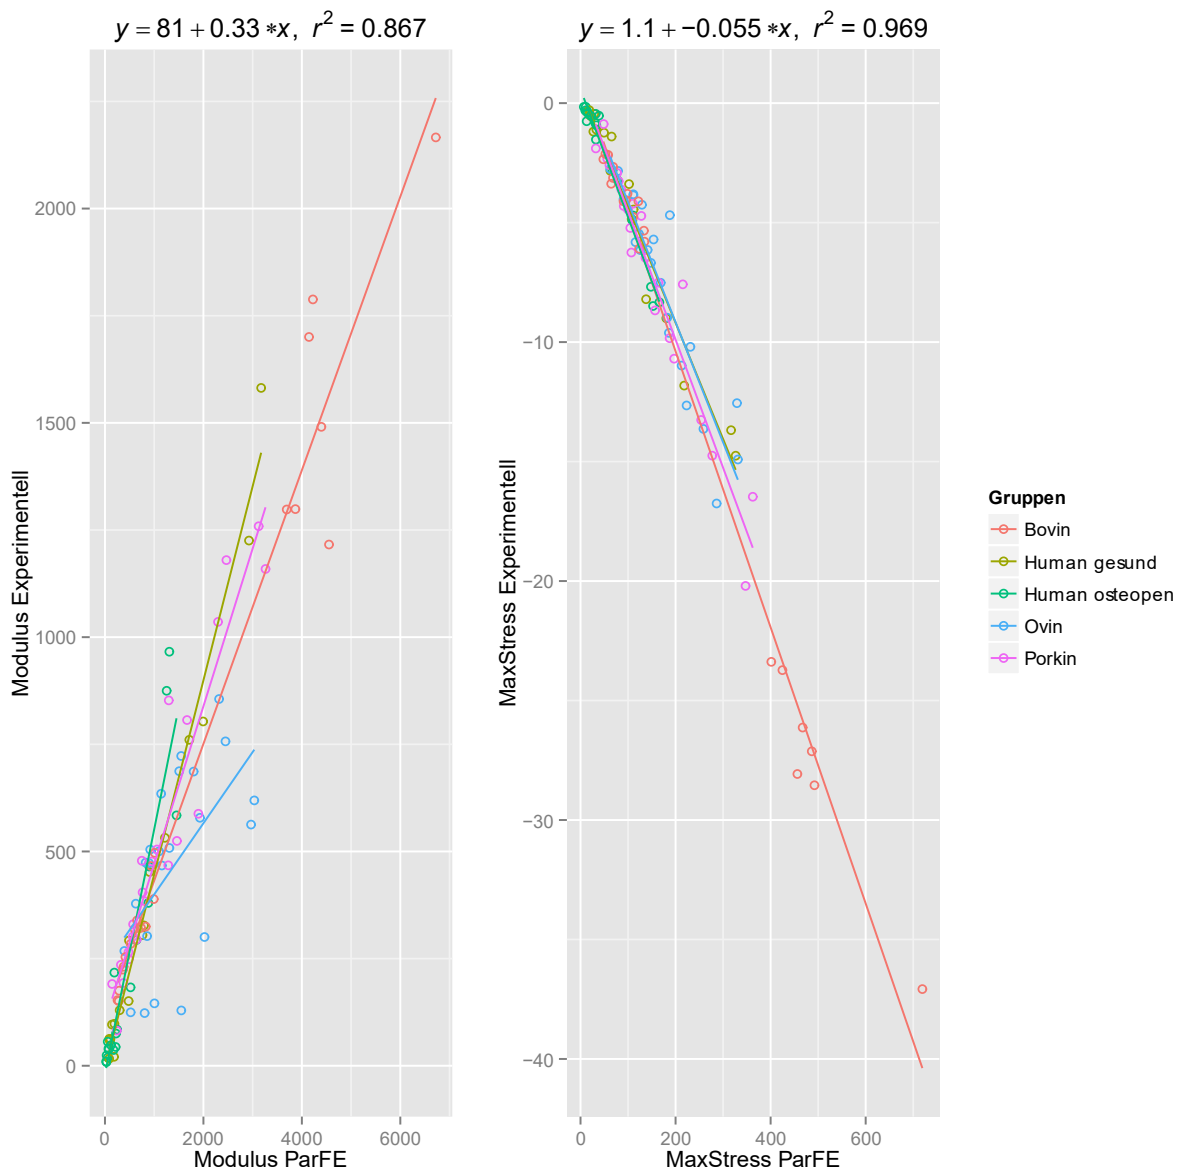 y = 81 + 0.33 ∗x, r² = 0.867
y = 1.1 + −0.055 ∗x, r² = 0.969
Modulus Experimentell
2000
1500
1000
500
0
0 2000 4000 6000
Modulus ParFE
MaxStress Experimentell
0
−10
−20
−30
−40
0 200 400 600
MaxStress ParFE
Gruppen
Bovin
Human gesund
Human osteopen
Ovin
Porkin